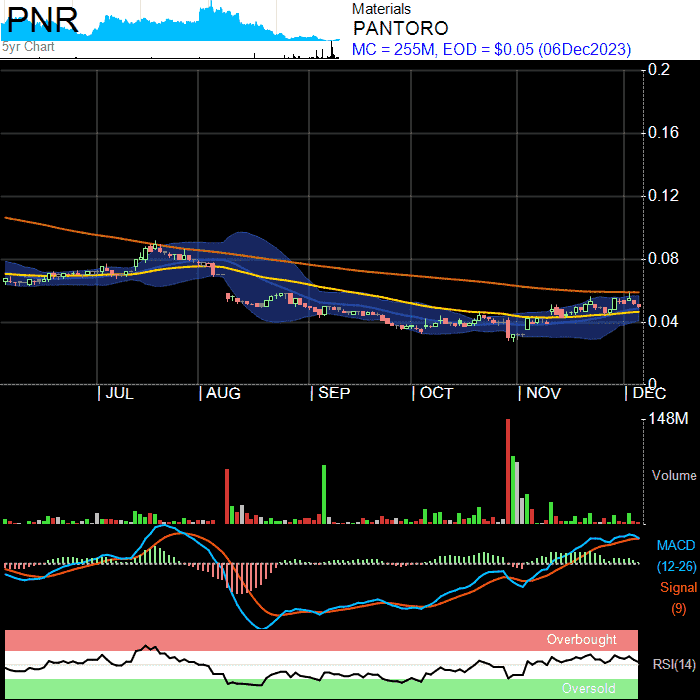 PNR
5yr Chart
Materials
PANTORO
MC = 255M, EOD = $0.05 (06Dec2023)
0.2
0.16
0.12
0.08
0.04
0
| JUL
| AUG
| SEP
| OCT
| NOV
| DEC
148M
Volume
MACD
(12-26)
Signal
(9)
Overbought
RSI(14)
Oversold